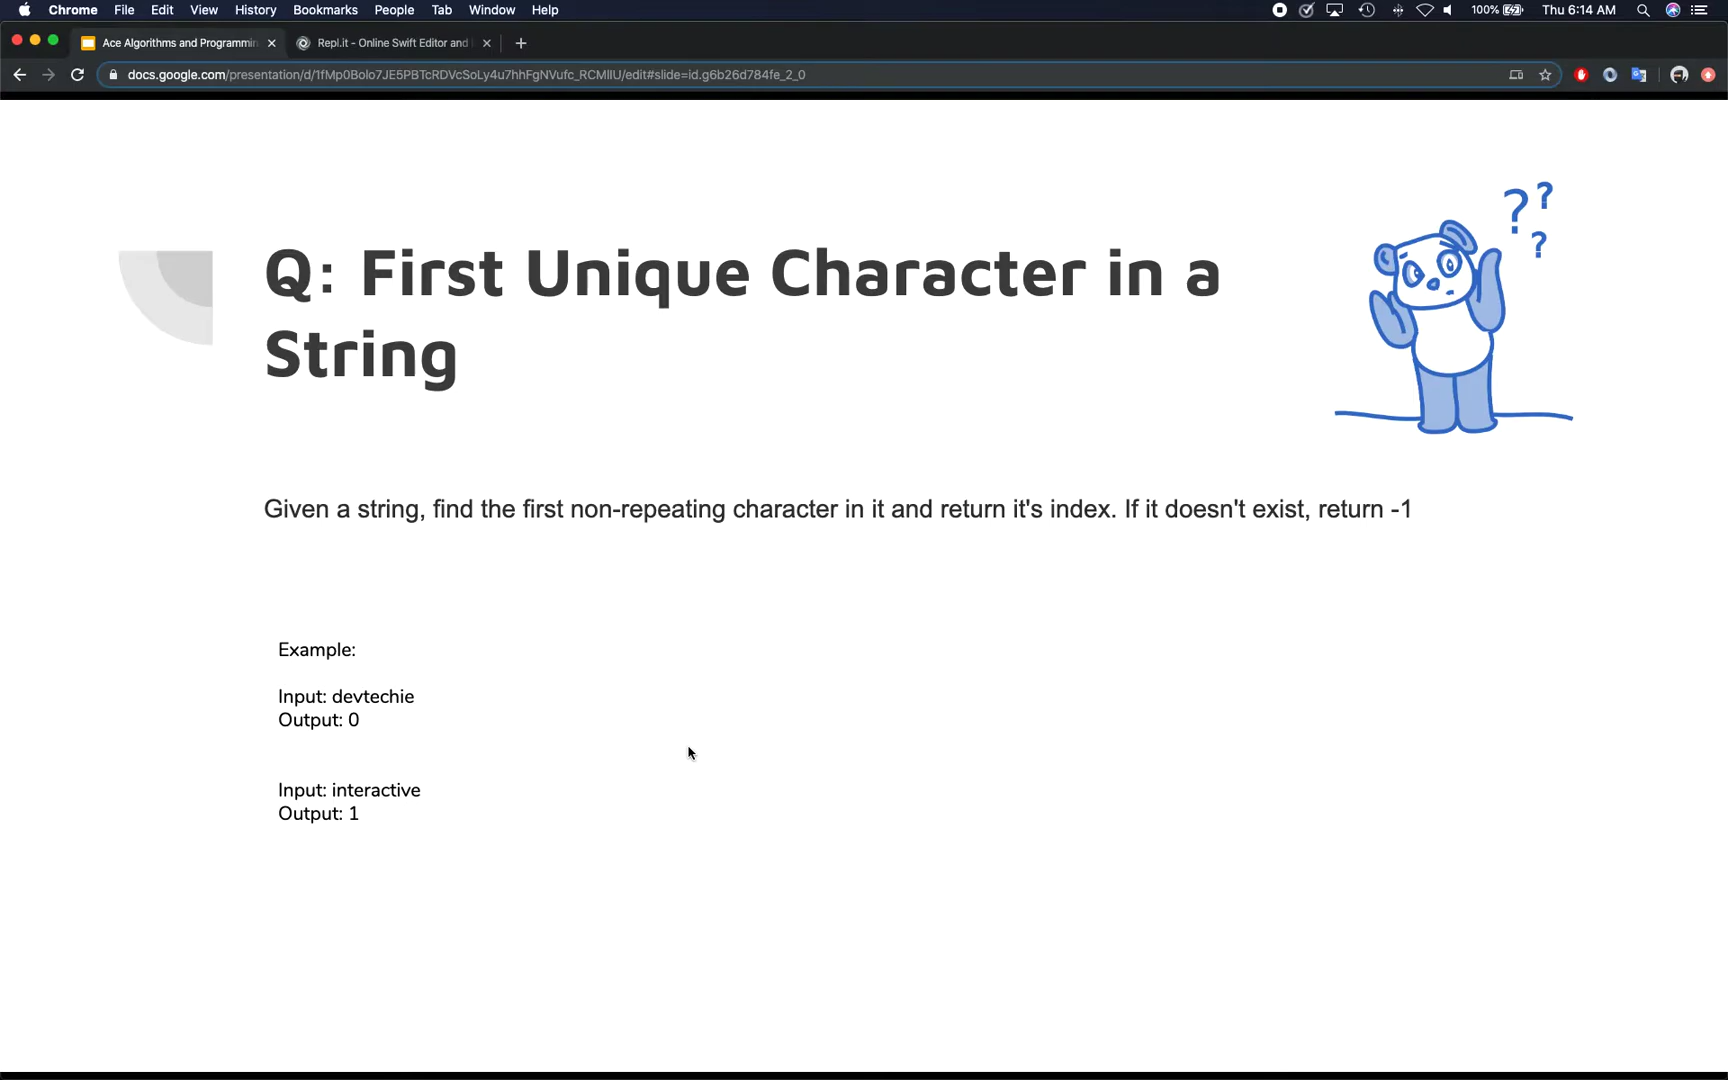 Chrome File Edit View History Bookmarks People Tab Window Help 100% Thu 6:14 AM
Ace Algorithms and Programmin Repl.it - Online Swift Editor and
docs.google.com/presentation/d/1fMp0Bolo7JE5PBTcRDVcSoLy4u7hhFgNVufc_RCMlIU/edit#slide=id.g6b26d784fe_2_0
Q: First Unique Character in a
String
???
Given a string, find the first non-repeating character in it and return it's index. If it doesn't exist, return -1
Example:
Input: devtechie
Output: 0
Input: interactive
Output: 1